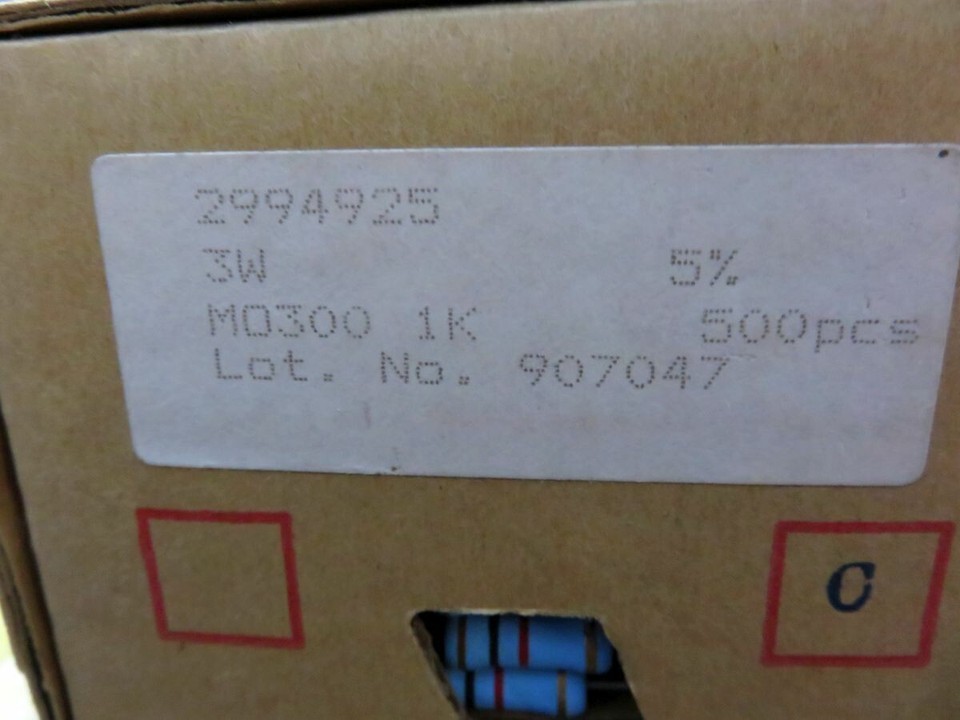 2994925
3W 5%
MO300 1K 500pcs
Lot. No. 907047
C